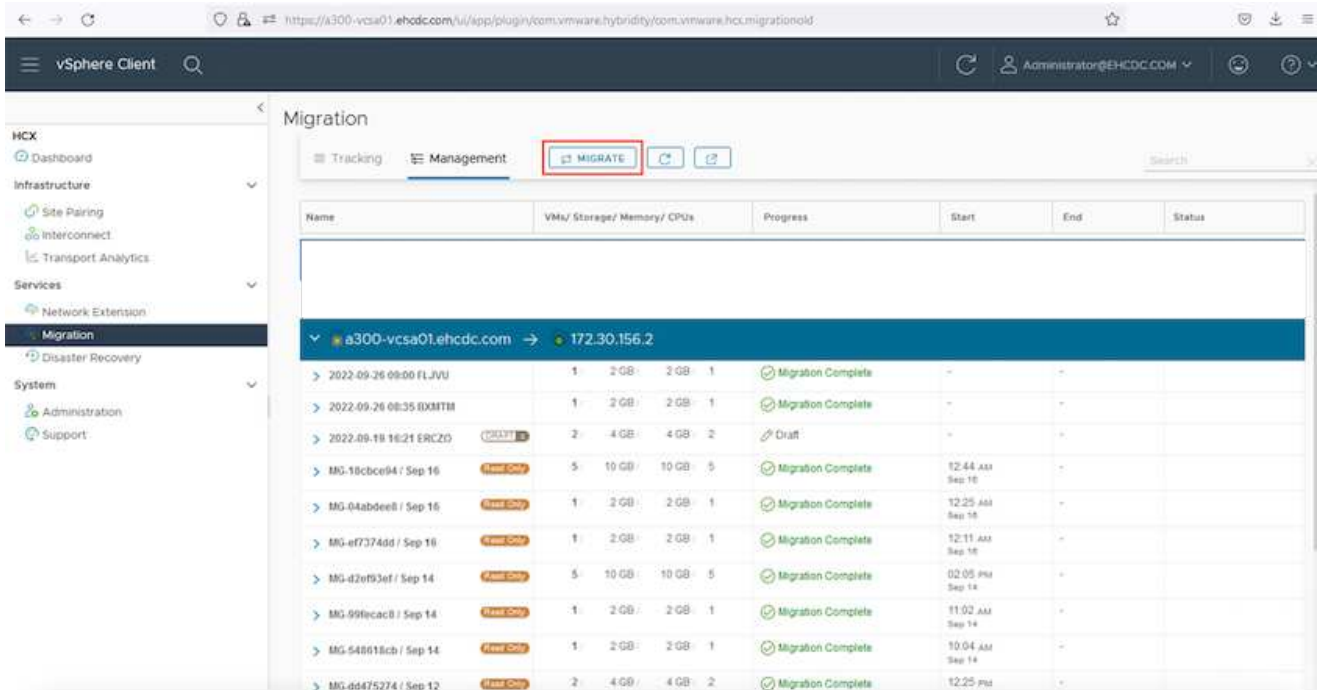 https://a300-vcsa01.ehcdc.com/ui/app/plugin/com.vmware.hybridity/com.vmware.hcx.migrationold
vSphere Client
Administrator@EHCDC.COM
Migration
HCX
Dashboard
Tracking Management MIGRATE Search
Infrastructure
Site Pairing
Interconnect
Transport Analytics
Services
Network Extension
Migration
Disaster Recovery
System
Administration
Support
Name VMs/ Storage/ Memory/ CPUs Progress Start End Status
a300-vcsa01.ehcdc.com → 172.30.156.2
2022-09-26 09:00 FLJVU 1 2 GB 2 GB 1 Migration Complete - -
2022-09-26 08:35 BXMTM 1 2 GB 2 GB 1 Migration Complete - -
2022-09-19 16:21 ERCZO DRAFT 2 4 GB 4 GB 2 Draft - -
MG-18cbce94 / Sep 16 Read Only 5 10 GB 10 GB 5 Migration Complete 12:44 AM -
Sep 16
MG-04abdee8 / Sep 16 Read Only 1 2 GB 2 GB 1 Migration Complete 12:25 AM -
Sep 16
MG-ef7374dd / Sep 16 Read Only 1 2 GB 2 GB 1 Migration Complete 12:11 AM -
Sep 16
MG-d2ef93ef / Sep 14 Read Only 5 10 GB 10 GB 5 Migration Complete 02:05 PM -
Sep 14
MG-99fecac8 / Sep 14 Read Only 1 2 GB 2 GB 1 Migration Complete 11:02 AM -
Sep 14
MG-548618cb / Sep 14 Read Only 1 2 GB 2 GB 1 Migration Complete 10:04 AM -
Sep 14
MG-dd475274 / Sep 12 Read Only 2 4 GB 4 GB 2 Migration Complete 12:25 PM -